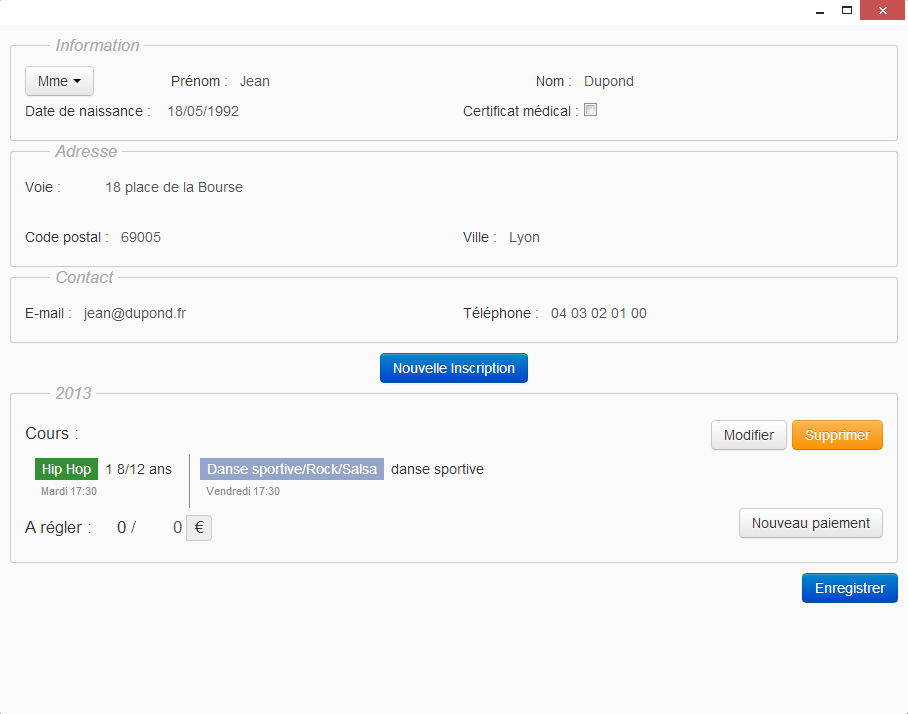 Information
Mme Prénom : Jean Nom : Dupond
Date de naissance : 18/05/1992 Certificat médical :
Adresse
Voie : 18 place de la Bourse
Code postal : 69005 Ville : Lyon
Contact
E-mail : jean@dupond.fr Téléphone : 04 03 02 01 00
Nouvelle Inscription
2013
Cours : Modifier Supprimer
Hip Hop 1 8/12 ans Danse sportive/Rock/Salsa danse sportive
Mardi 17:30 Vendredi 17:30
A régler : 0 / 0 € Nouveau paiement
Enregistrer